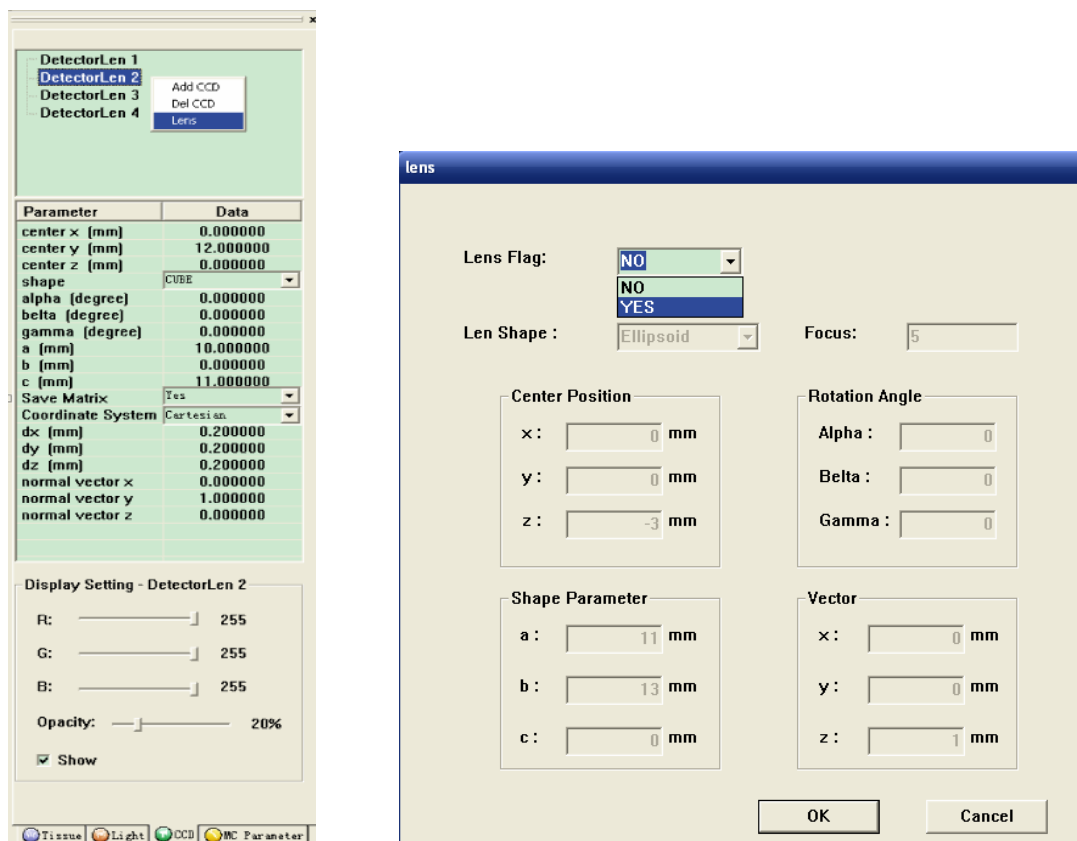 DetectorLen 1
DetectorLen 2
DetectorLen 3
DetectorLen 4
Add CCD
Del CCD
Lens
Parameter Data
center x (mm) 0.000000
center y (mm) 12.000000
center z (mm) 0.000000
shape CUBE
alpha (degree) 0.000000
belta (degree) 0.000000
gamma (degree) 0.000000
a (mm) 10.000000
b (mm) 0.000000
c (mm) 11.000000
Save Matrix Yes
Coordinate System Cartesian
dx (mm) 0.200000
dy (mm) 0.200000
dz (mm) 0.200000
normal vector x 0.000000
normal vector y 1.000000
normal vector z 0.000000
Display Setting - DetectorLen 2
R: 255
G: 255
B: 255
Opacity: 20%
Show
Tissue Light CCD MC Parameter
lens
Lens Flag: NO
NO
YES
Len Shape : Ellipsoid Focus: 5
Center Position
x : 0 mm
y : 0 mm
z : -3 mm
Rotation Angle
Alpha : 0
Belta : 0
Gamma : 0
Shape Parameter
a : 11 mm
b : 13 mm
c : 0 mm
Vector
x : 0 mm
y : 0 mm
z : 1 mm
OK Cancel